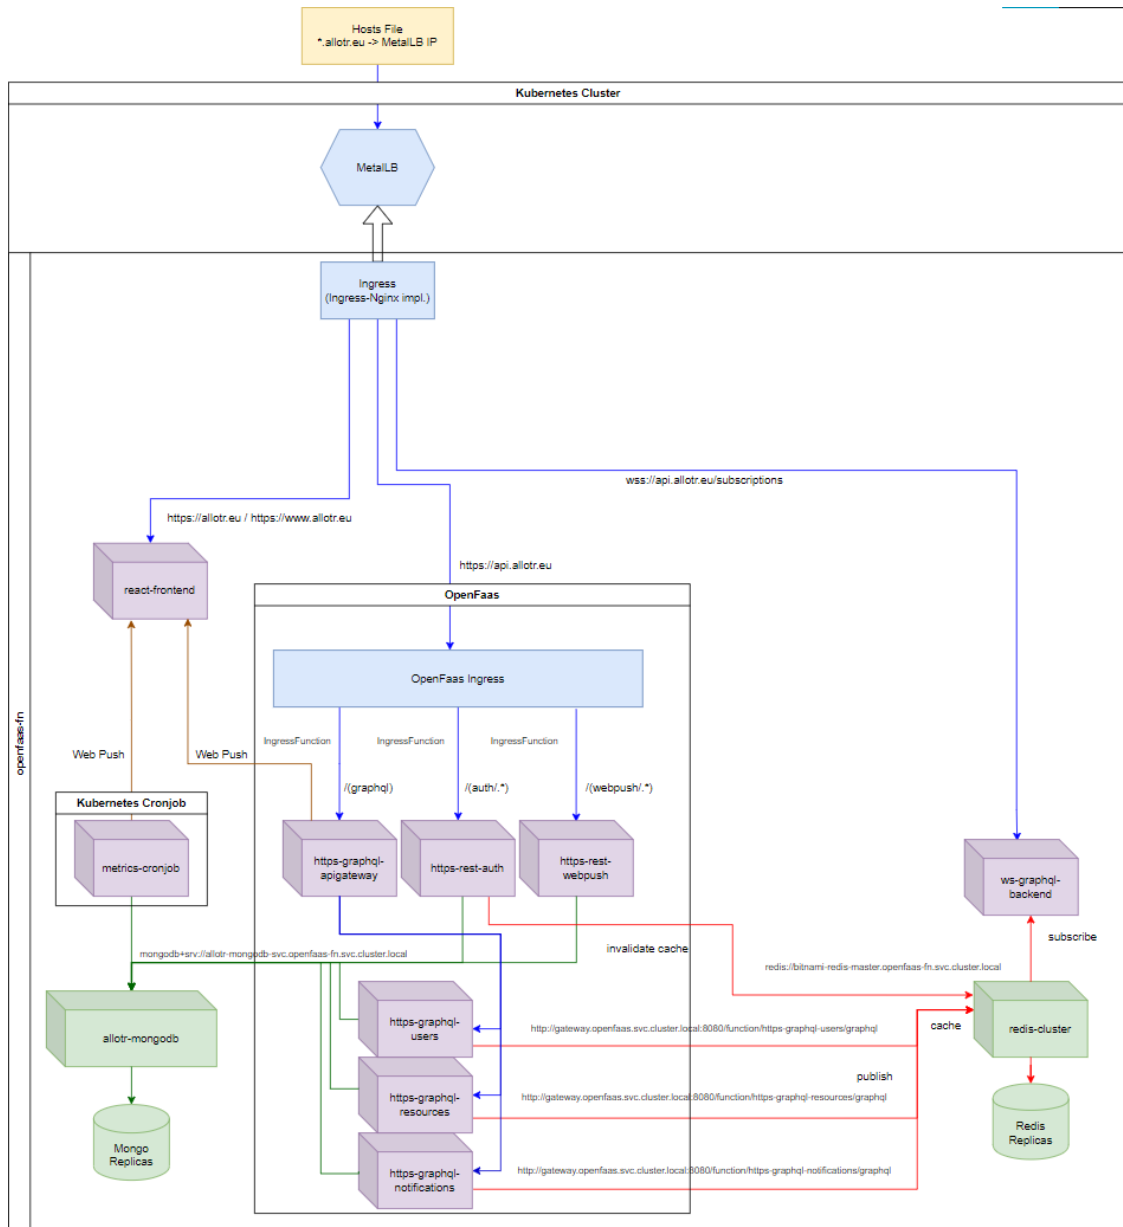 Hosts File
*.allotr.eu -> MetalLB IP
Kubernetes Cluster
MetalLB
openfaas-fn
Ingress
(Ingress-Nginx impl.)
wss://api.allotr.eu/subscriptions
https://allotr.eu / https://www.allotr.eu
https://api.allotr.eu
react-frontend
OpenFaas
OpenFaas Ingress
Web Push
Web Push
IngressFunction
IngressFunction
IngressFunction
/(graphql)
/(auth/.*)
/(webpush/.*)
Kubernetes Cronjob
metrics-cronjob
https-graphql-
apigateway
https-rest-auth
https-rest-
webpush
ws-graphql-
backend
subscribe
mongodb+srv://allotr-mongodb-svc.openfaas-fn.svc.cluster.local
invalidate cache
redis://bitnami-redis-master.openfaas-fn.svc.cluster.local
allotr-mongodb
https-graphql-
users
http://gateway.openfaas.svc.cluster.local:8080/function/https-graphql-users/graphql
cache
redis-cluster
publish
https-graphql-
resources
http://gateway.openfaas.svc.cluster.local:8080/function/https-graphql-resources/graphql
Mongo
Replicas
Redis
Replicas
https-graphql-
notifications
http://gateway.openfaas.svc.cluster.local:8080/function/https-graphql-notifications/graphql